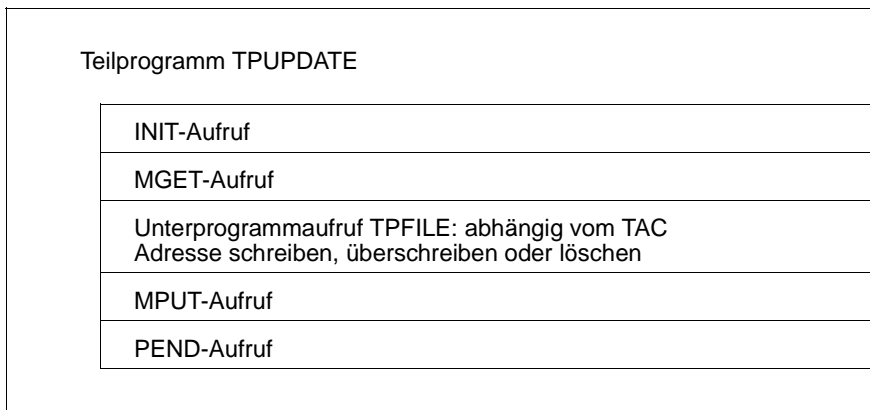 Teilprogramm TPUPDATE
INIT-Aufruf
MGET-Aufruf
Unterprogrammaufruf TPFILE: abhängig vom TAC
Adresse schreiben, überschreiben oder löschen
MPUT-Aufruf
PEND-Aufruf